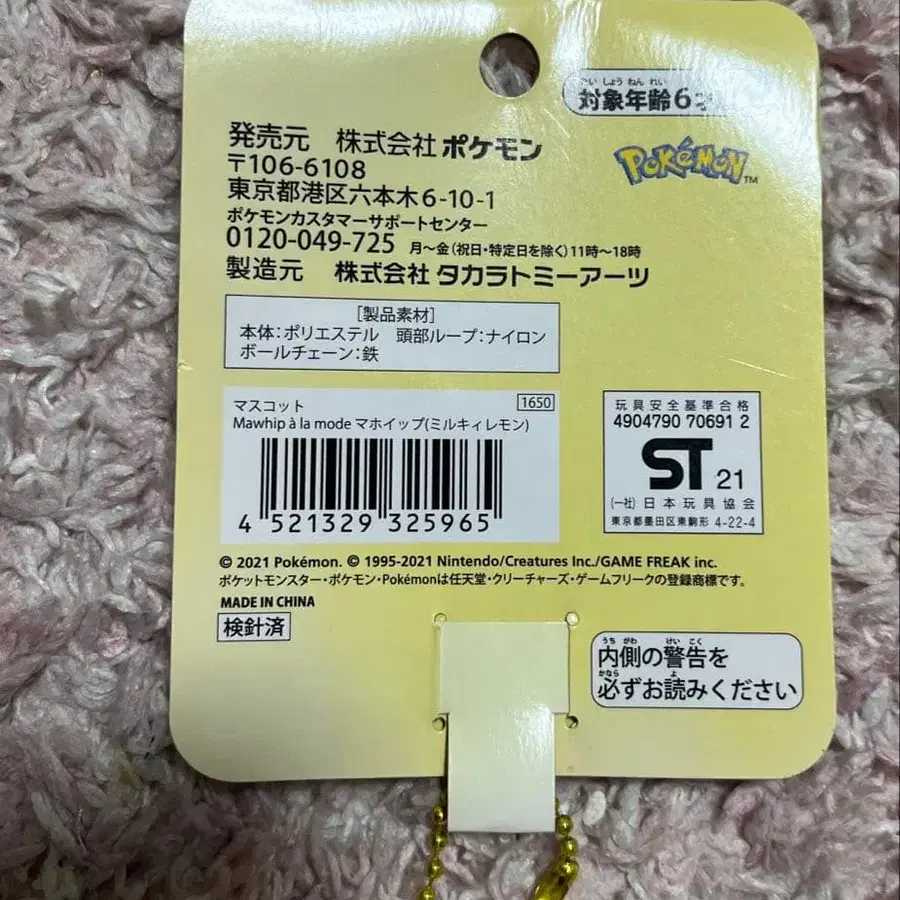 たい しょう ねん れい
対象年齢6
発売元 株式会社 ポケモン
〒106-6108
東京都港区六本木6-10-1
ポケモンカスタマーサポートセンター
0120-049-725 月〜金(祝日・特定日を除く)11時〜18時
製造元 株式会社 タカラトミーアーツ
POKéMON TM
[製品素材]
本体:ポリエステル 頭部ループ:ナイロン
ボールチェーン:鉄
マスコット 1650
Mawhip à la mode マホイップ(ミルキィレモン)
4 521329 325965
玩具安全基準合格
4904790 70691 2
ST 21
(一社)日本玩具協会
東京都墨田区東駒形 4-22-4
© 2021 Pokémon. © 1995-2021 Nintendo/Creatures Inc./GAME FREAK inc.
ポケットモンスター・ポケモン・Pokémonは任天堂・クリーチャーズ・ゲームフリークの登録商標です。
MADE IN CHINA
検針済
うち がわ けい こく
内側の警告を
かなら よ
必ずお読みください